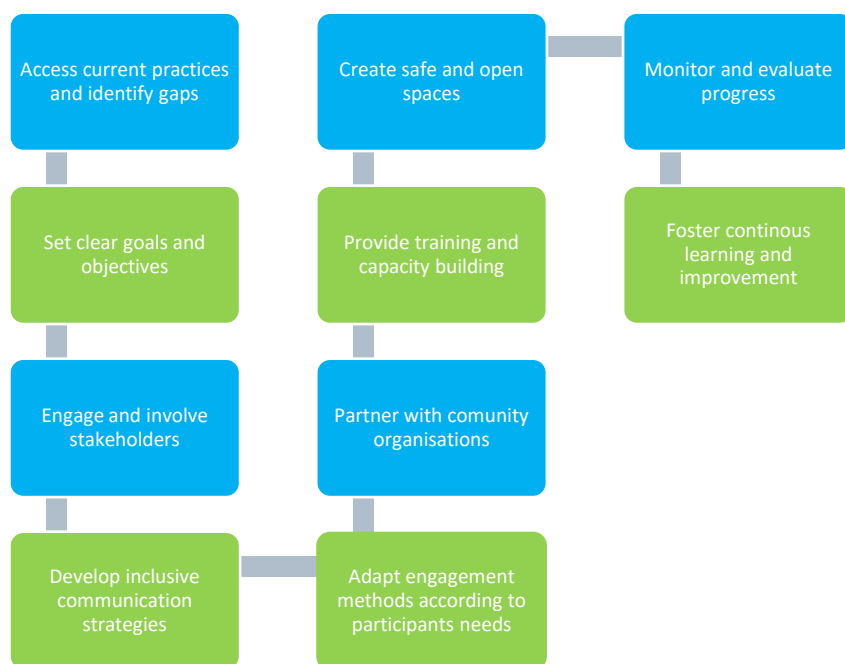 Access current practices
and identify gaps
Set clear goals and
objectives
Engage and involve
stakeholders
Develop inclusive
communication
strategies
Adapt engagement
methods according to
participants needs
Partner with comunity
organisations
Provide training and
capacity building
Create safe and open
spaces
Monitor and evaluate
progress
Foster continous
learning and
improvement